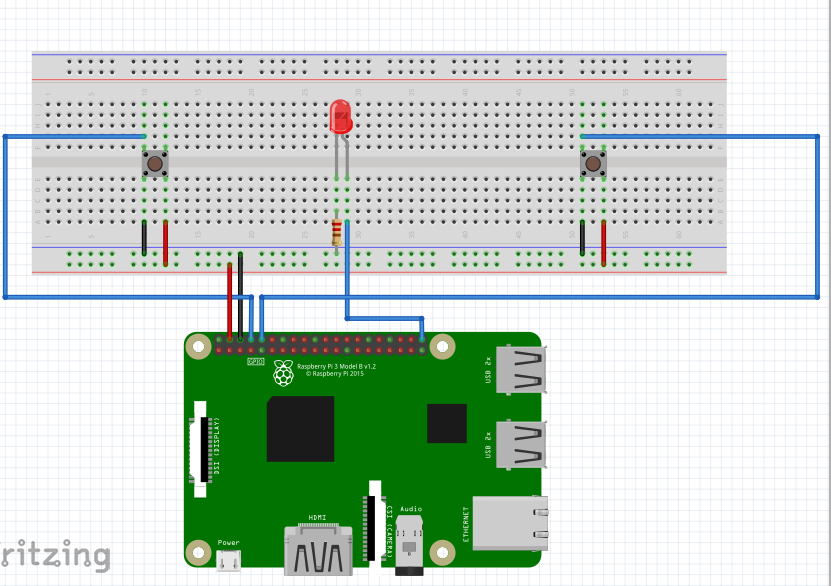 GPIO
Raspberry Pi 3 Model B v1.2
© Raspberry Pi 2015
USB 2x
DSI (DISPLAY)
USB 2x
CSI (CAMERA)
Audio
ETHERNET
HDMI
Power
ritzing